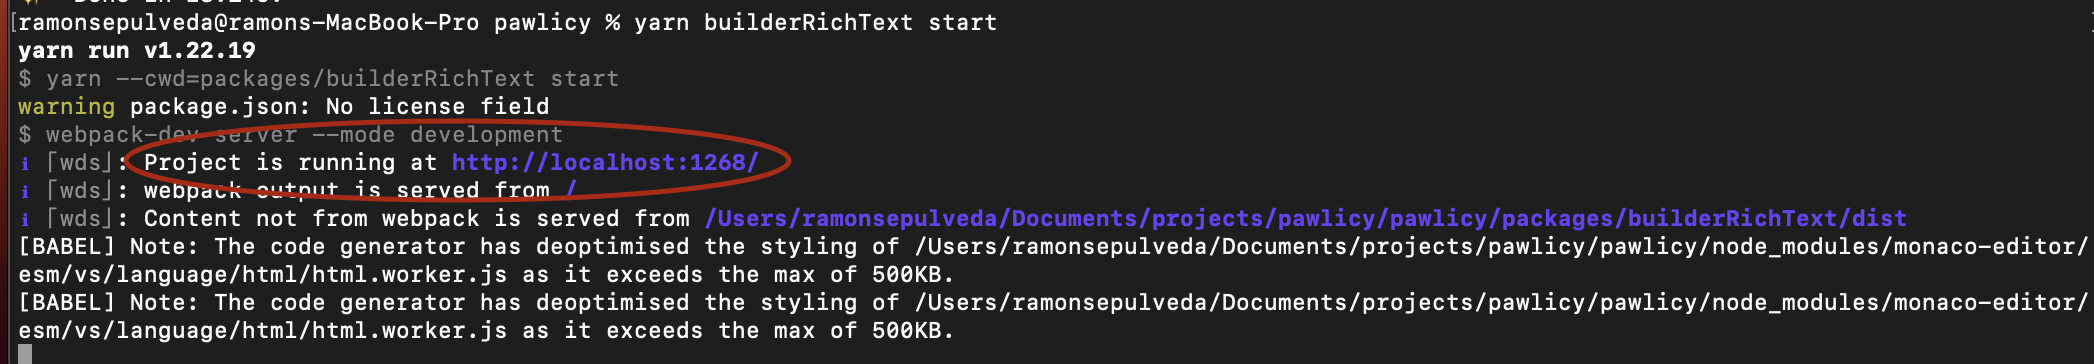 [ramonsepulveda@ramons-MacBook-Pro pawlicy % yarn builderRichText start
yarn run v1.22.19
$ yarn --cwd=packages/builderRichText start
warning package.json: No license field
$ webpack-dev-server --mode development
i ｢wds｣: Project is running at http://localhost:1268/
i ｢wds｣: webpack output is served from /
i ｢wds｣: Content not from webpack is served from /Users/ramonsepulveda/Documents/projects/pawlicy/pawlicy/packages/builderRichText/dist
[BABEL] Note: The code generator has deoptimised the styling of /Users/ramonsepulveda/Documents/projects/pawlicy/pawlicy/node_modules/monaco-editor/
esm/vs/language/html/html.worker.js as it exceeds the max of 500KB.
[BABEL] Note: The code generator has deoptimised the styling of /Users/ramonsepulveda/Documents/projects/pawlicy/pawlicy/node_modules/monaco-editor/
esm/vs/language/html/html.worker.js as it exceeds the max of 500KB.